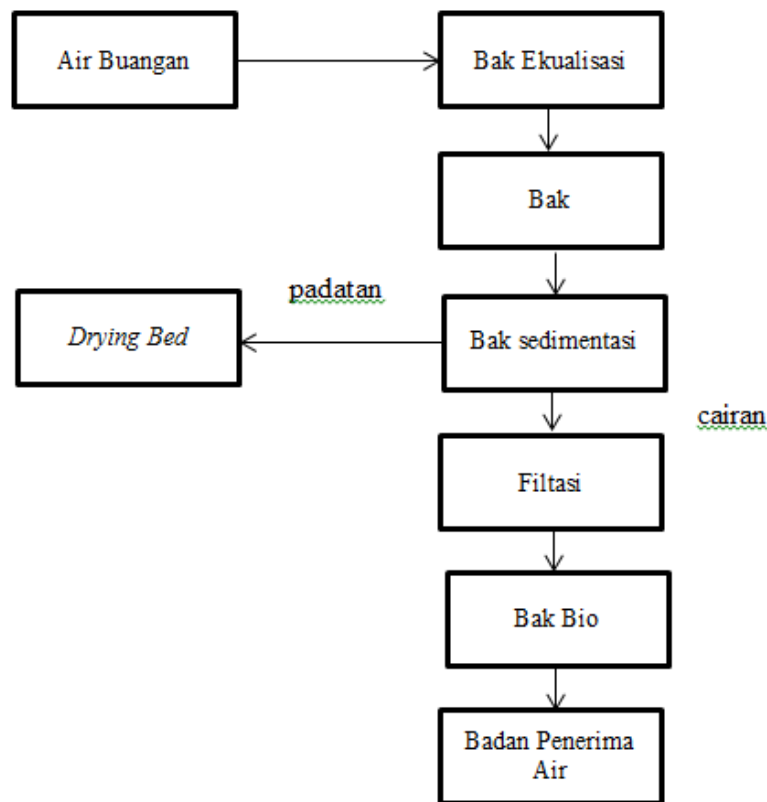 Air Buangan
Bak Ekualisasi
Bak
padatan
Drying Bed
Bak sedimentasi
cairan
Filtasi
Bak Bio
Badan Penerima
Air